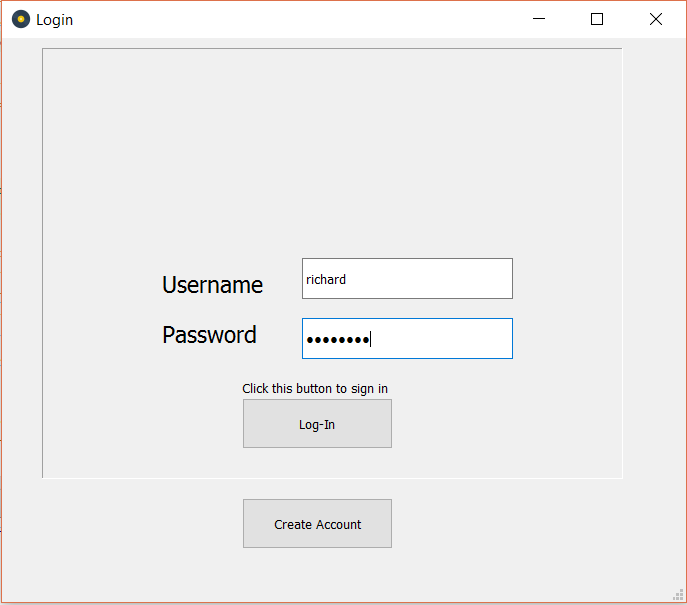 Login
Username
richard
Password
••••••••
Click this button to sign in
Log-In
Create Account